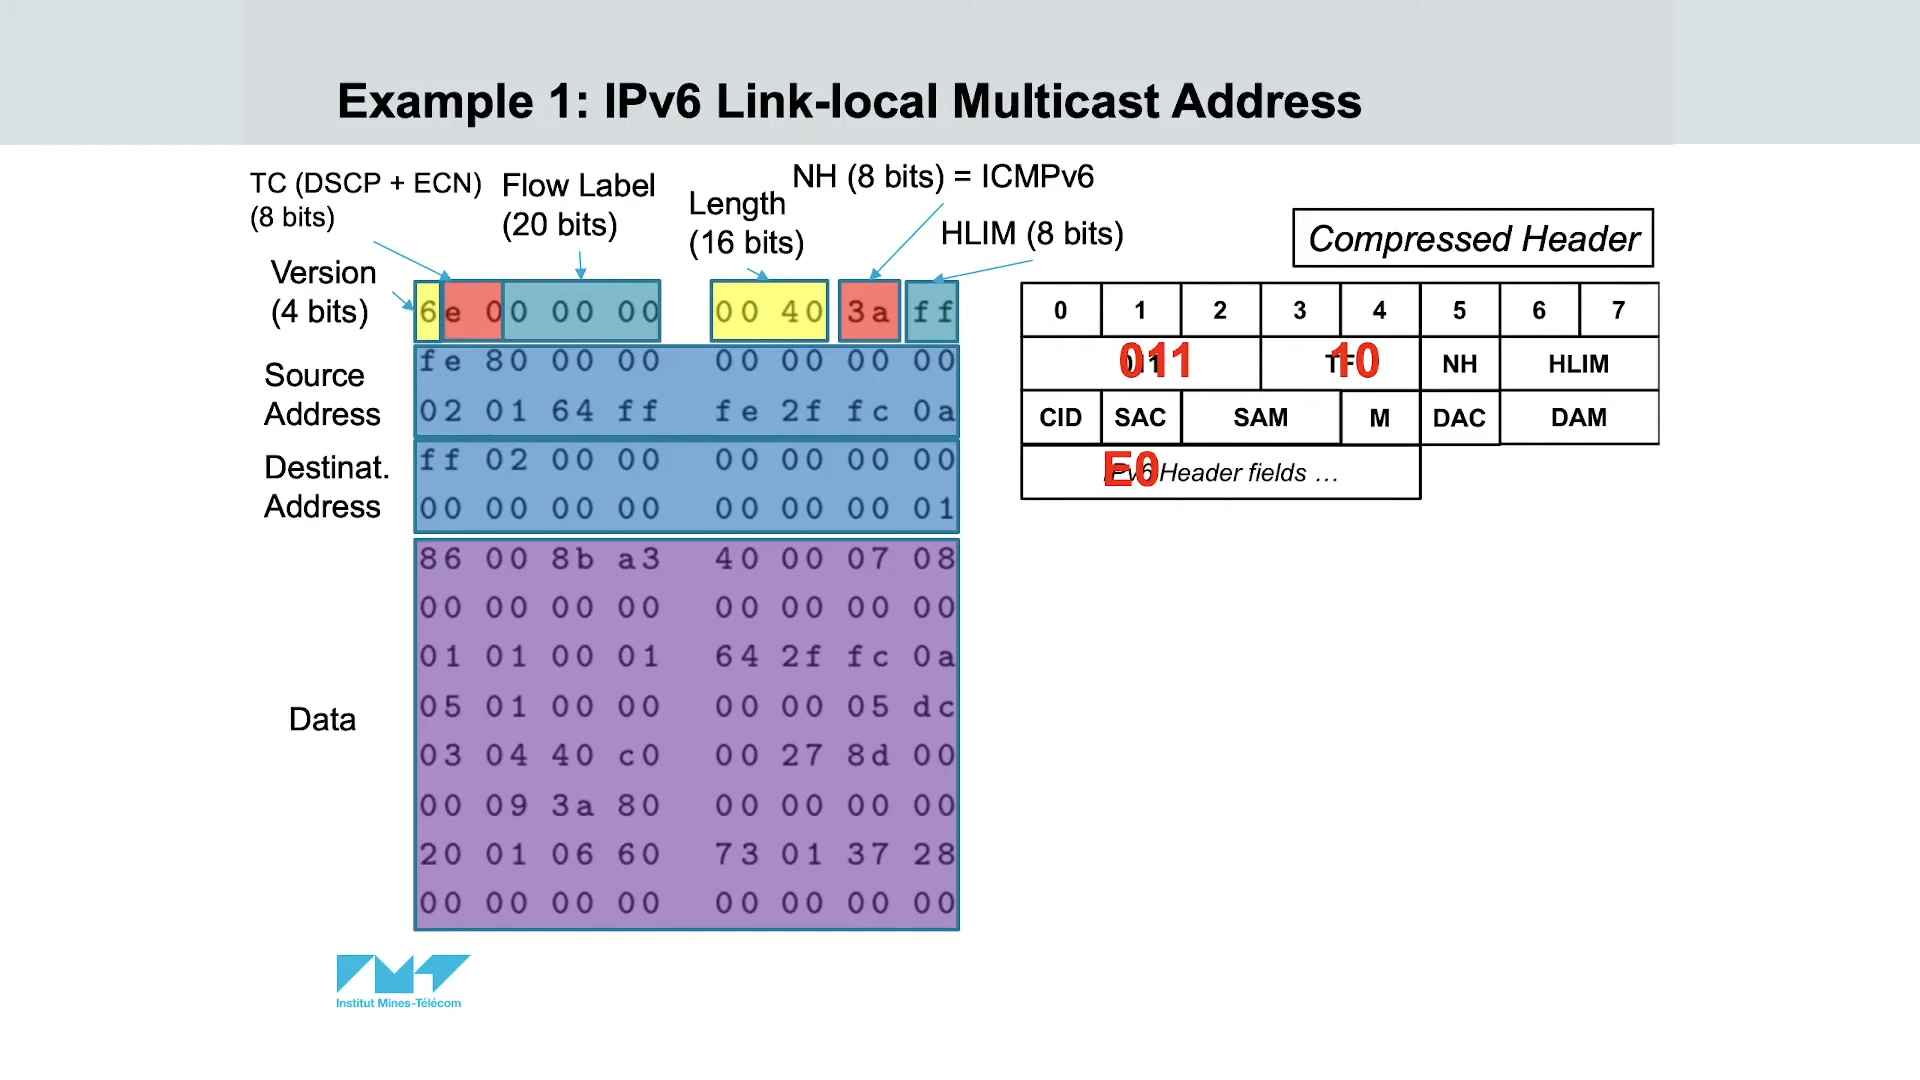 Example 1: IPv6 Link-local Multicast Address
TC (DSCP + ECN)
(8 bits)
Flow Label
(20 bits)
Length
(16 bits)
NH (8 bits) = ICMPv6
HLIM (8 bits)
Version
(4 bits)
6e 00 00 00 00 40 3a ff
Source
Address
fe 80 00 00 00 00 00 00
02 01 64 ff fe 2f fc 0a
Destinat.
Address
ff 02 00 00 00 00 00 00
00 00 00 00 00 00 00 01
Data
86 00 8b a3 40 00 07 08
00 00 00 00 00 00 00 00
01 01 00 01 64 2f fc 0a
05 01 00 00 00 00 05 dc
03 04 40 c0 00 27 8d 00
00 09 3a 80 00 00 00 00
20 01 06 60 73 01 37 28
00 00 00 00 00 00 00 00
Compressed Header
0 1 2 3 4 5 6 7
011 10 NH HLIM
CID SAC SAM M DAC DAM
E0 Header fields ...
Institut Mines-Télécom